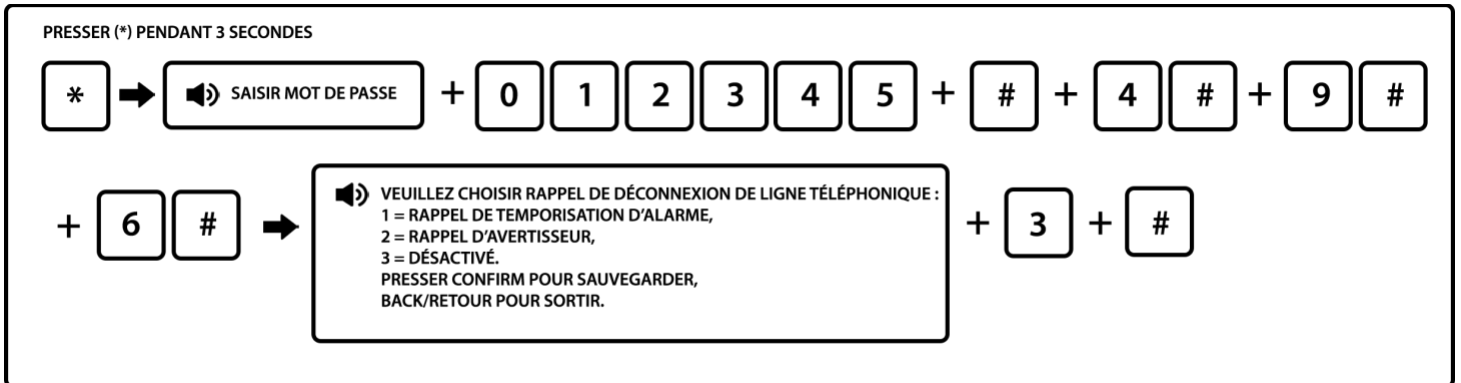 PRESSER (*) PENDANT 3 SECONDES
* SAISIR MOT DE PASSE + 0 1 2 3 4 5 + # + 4 # + 9 #
+ 6 # VEUILLEZ CHOISIR RAPPEL DE DÉCONNEXION DE LIGNE TÉLÉPHONIQUE :
1 = RAPPEL DE TEMPORISATION D’ALARME,
2 = RAPPEL D’AVERTISSEUR,
3 = DÉSACTIVÉ.
PRESSER CONFIRM POUR SAUVEGARDER,
BACK/RETOUR POUR SORTIR.
+ 3 + #